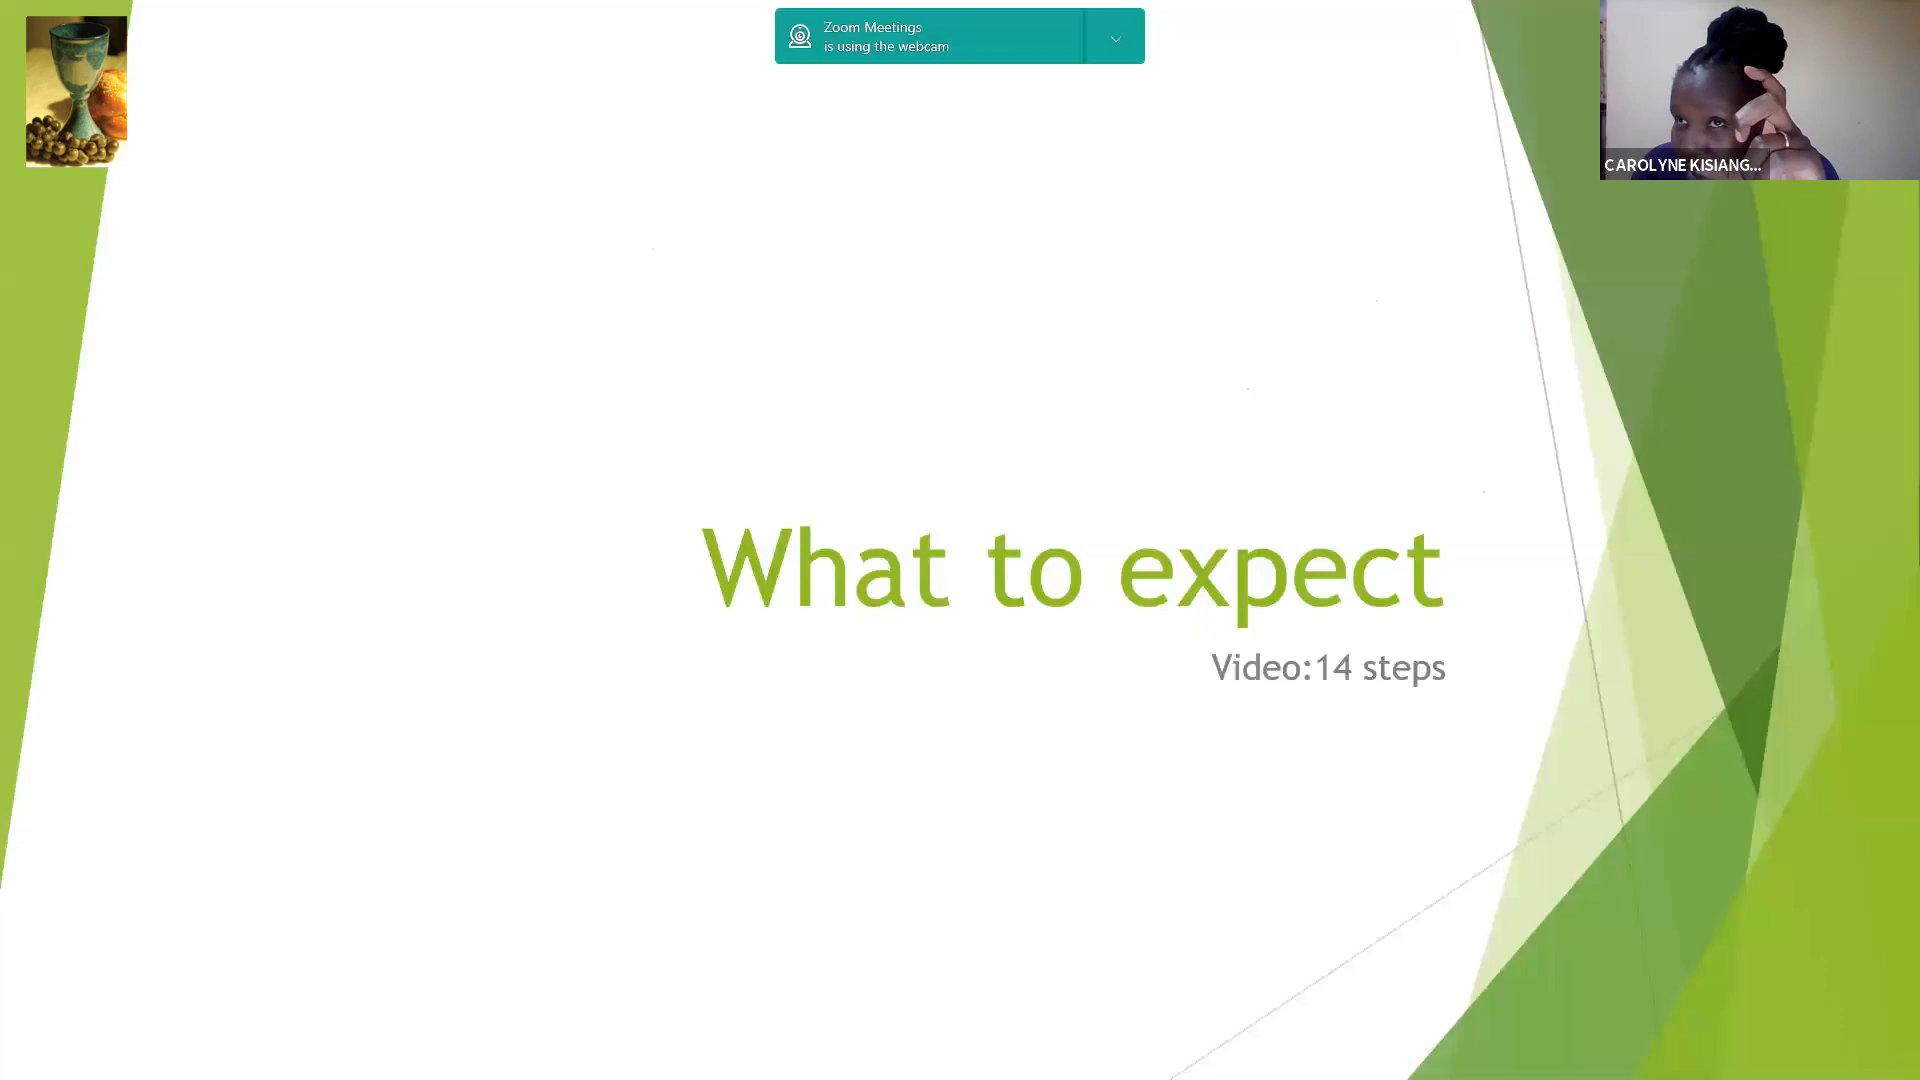 Zoom Meetings
is using the webcam
CAROLYNE KISIANG...
What to expect
Video:14 steps